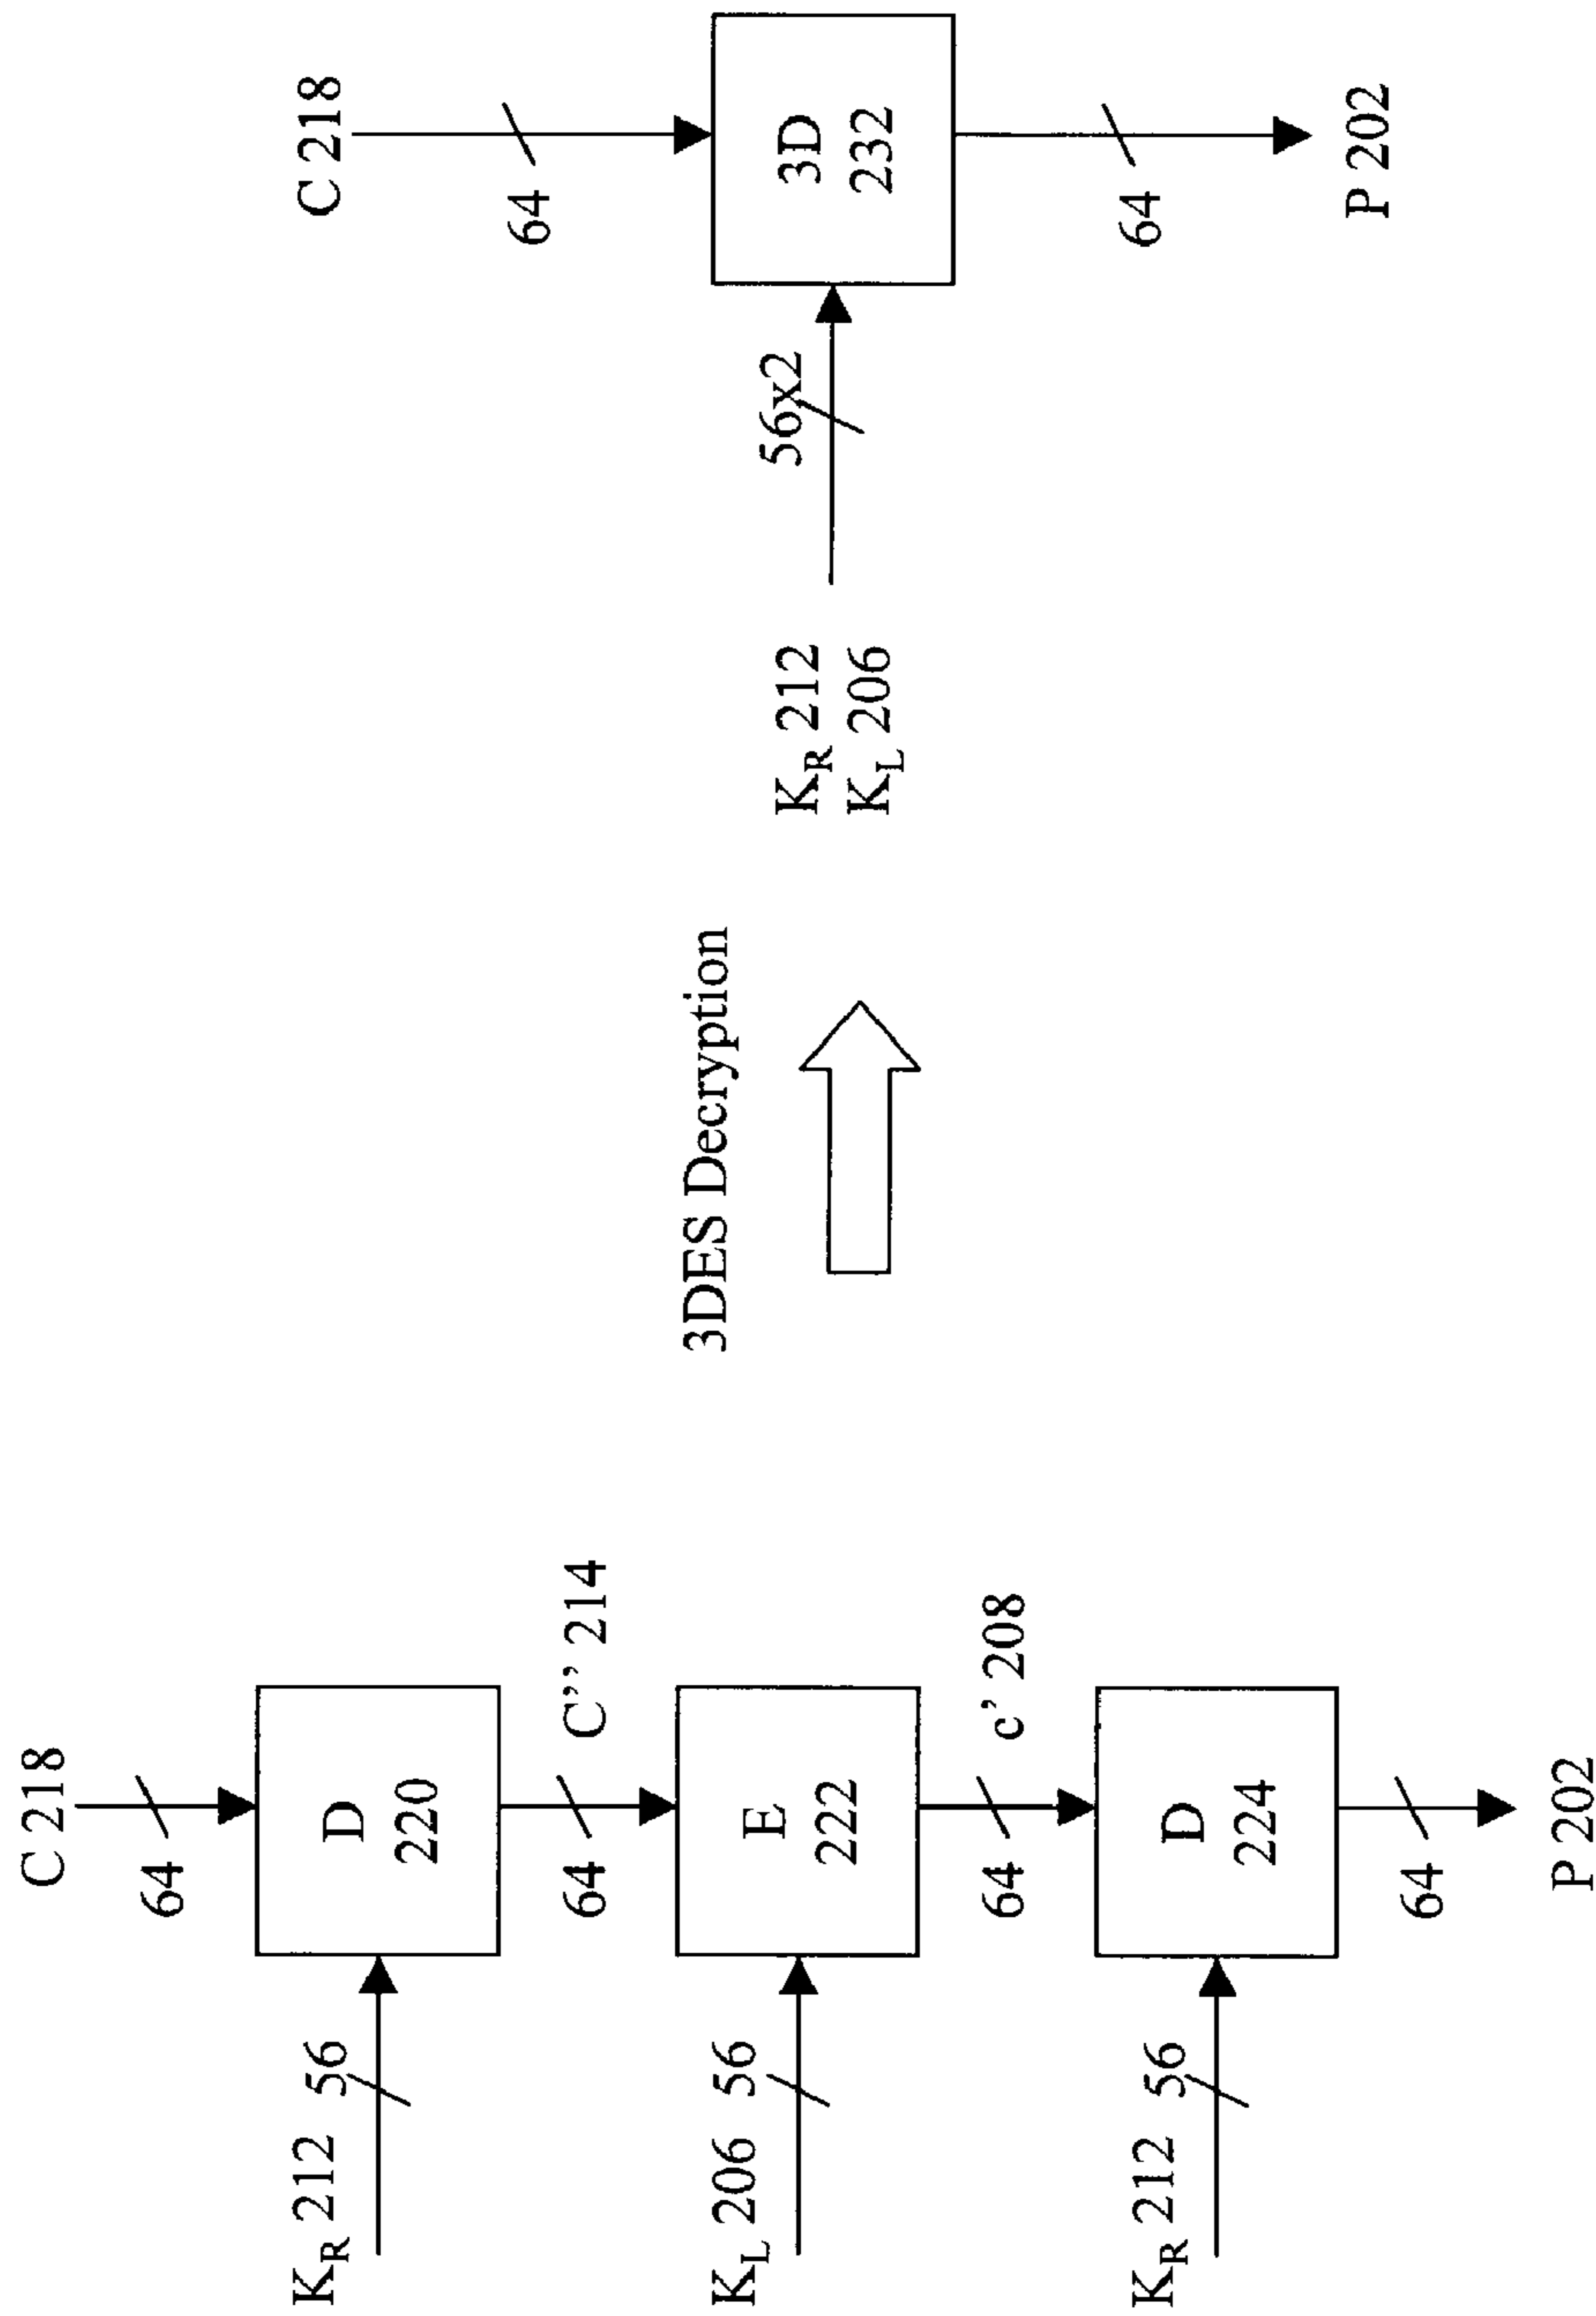 C 218
64
K_R 212 56
D
220
64 C’’ 214
K_L 206 56
E
222
64 c’ 208
K_R 212 56
D
224
64
P 202
3DES Decryption
C 218
64
K_R 212
K_L 206
56x2
3D
232
64
P 202